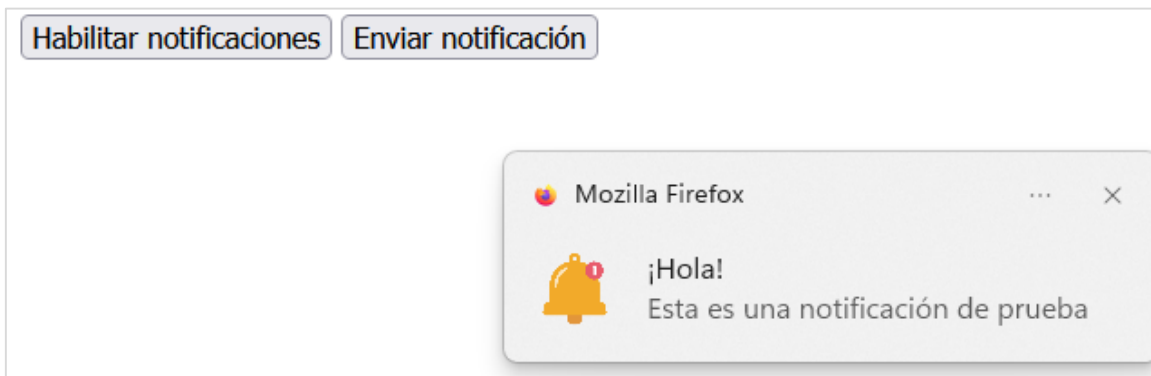 Habilitar notificaciones Enviar notificación
Mozilla Firefox
¡Hola!
Esta es una notificación de prueba